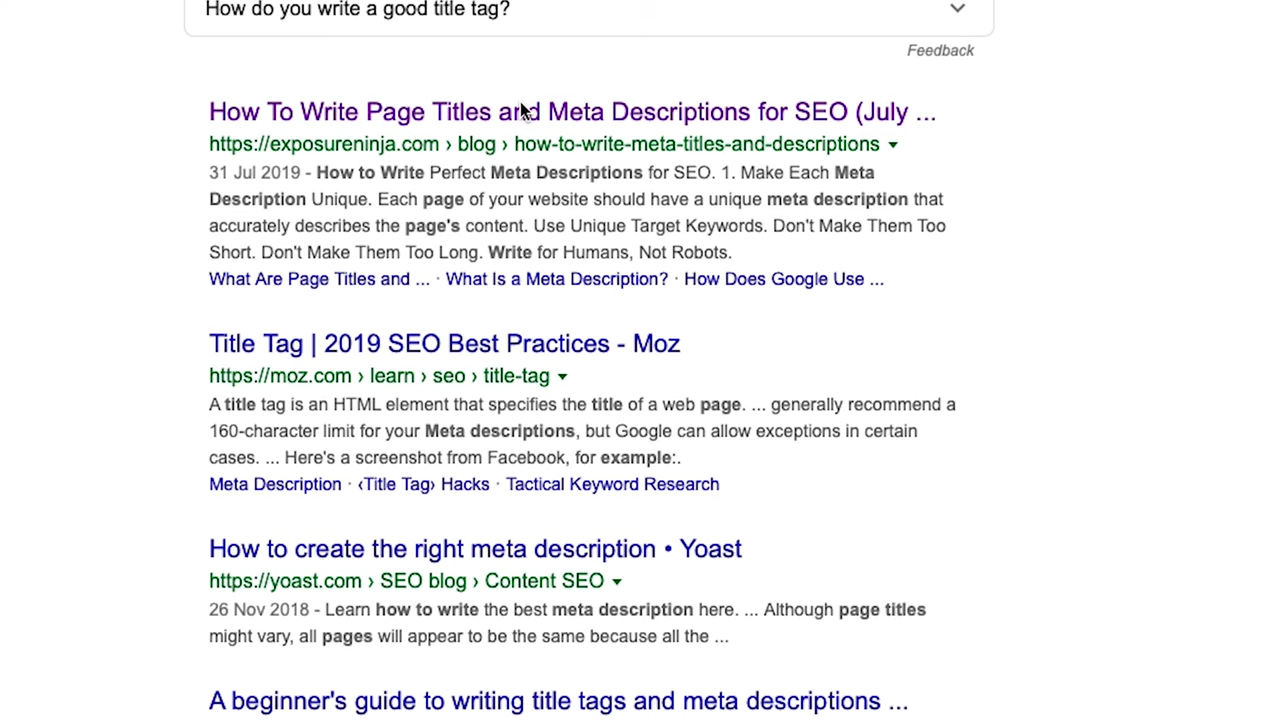 How do you write a good title tag?
Feedback
How To Write Page Titles and Meta Descriptions for SEO (July ...
https://exposureninja.com › blog › how-to-write-meta-titles-and-descriptions
31 Jul 2019 - How to Write Perfect Meta Descriptions for SEO. 1. Make Each Meta
Description Unique. Each page of your website should have a unique meta description that
accurately describes the page's content. Use Unique Target Keywords. Don't Make Them Too
Short. Don't Make Them Too Long. Write for Humans, Not Robots.
What Are Page Titles and ... · What Is a Meta Description? · How Does Google Use ...
Title Tag | 2019 SEO Best Practices - Moz
https://moz.com › learn › seo › title-tag
A title tag is an HTML element that specifies the title of a web page. ... generally recommend a
160-character limit for your Meta descriptions, but Google can allow exceptions in certain
cases. ... Here's a screenshot from Facebook, for example:.
Meta Description · ‹Title Tag› Hacks · Tactical Keyword Research
How to create the right meta description • Yoast
https://yoast.com › SEO blog › Content SEO
26 Nov 2018 - Learn how to write the best meta description here. ... Although page titles
might vary, all pages will appear to be the same because all the ...
A beginner's guide to writing title tags and meta descriptions ...